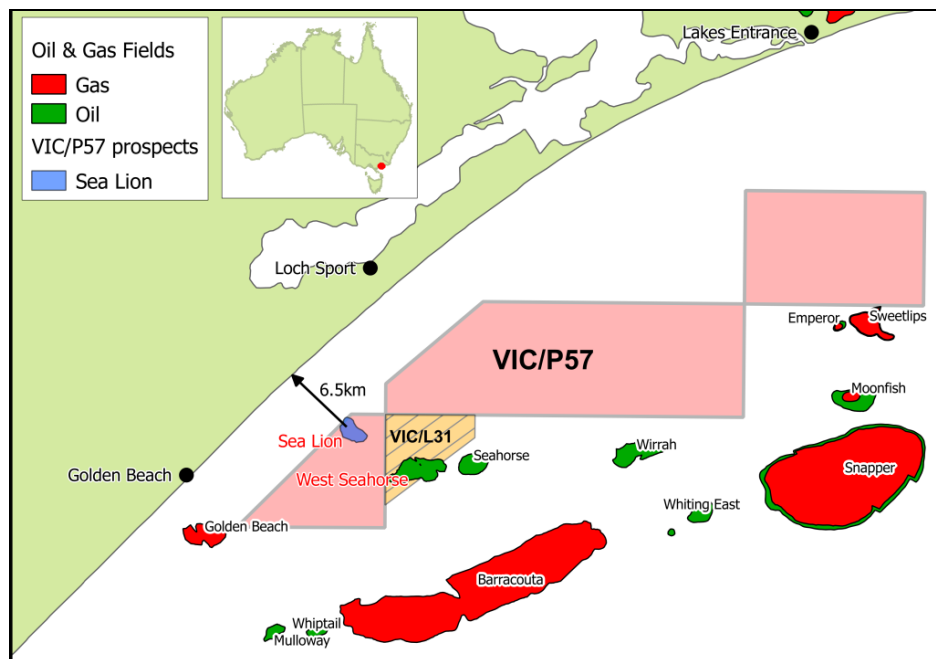 Oil & Gas Fields
Gas
Oil
VIC/P57 prospects
Sea Lion
Lakes Entrance
Loch Sport
Emperor
Sweetlips
VIC/P57
6.5km
Moonfish
Sea Lion
VIC/L31
Golden Beach
West Seahorse
Seahorse
Wirrah
Snapper
Whiting East
Golden Beach
Barracouta
Whiptail
Mulloway